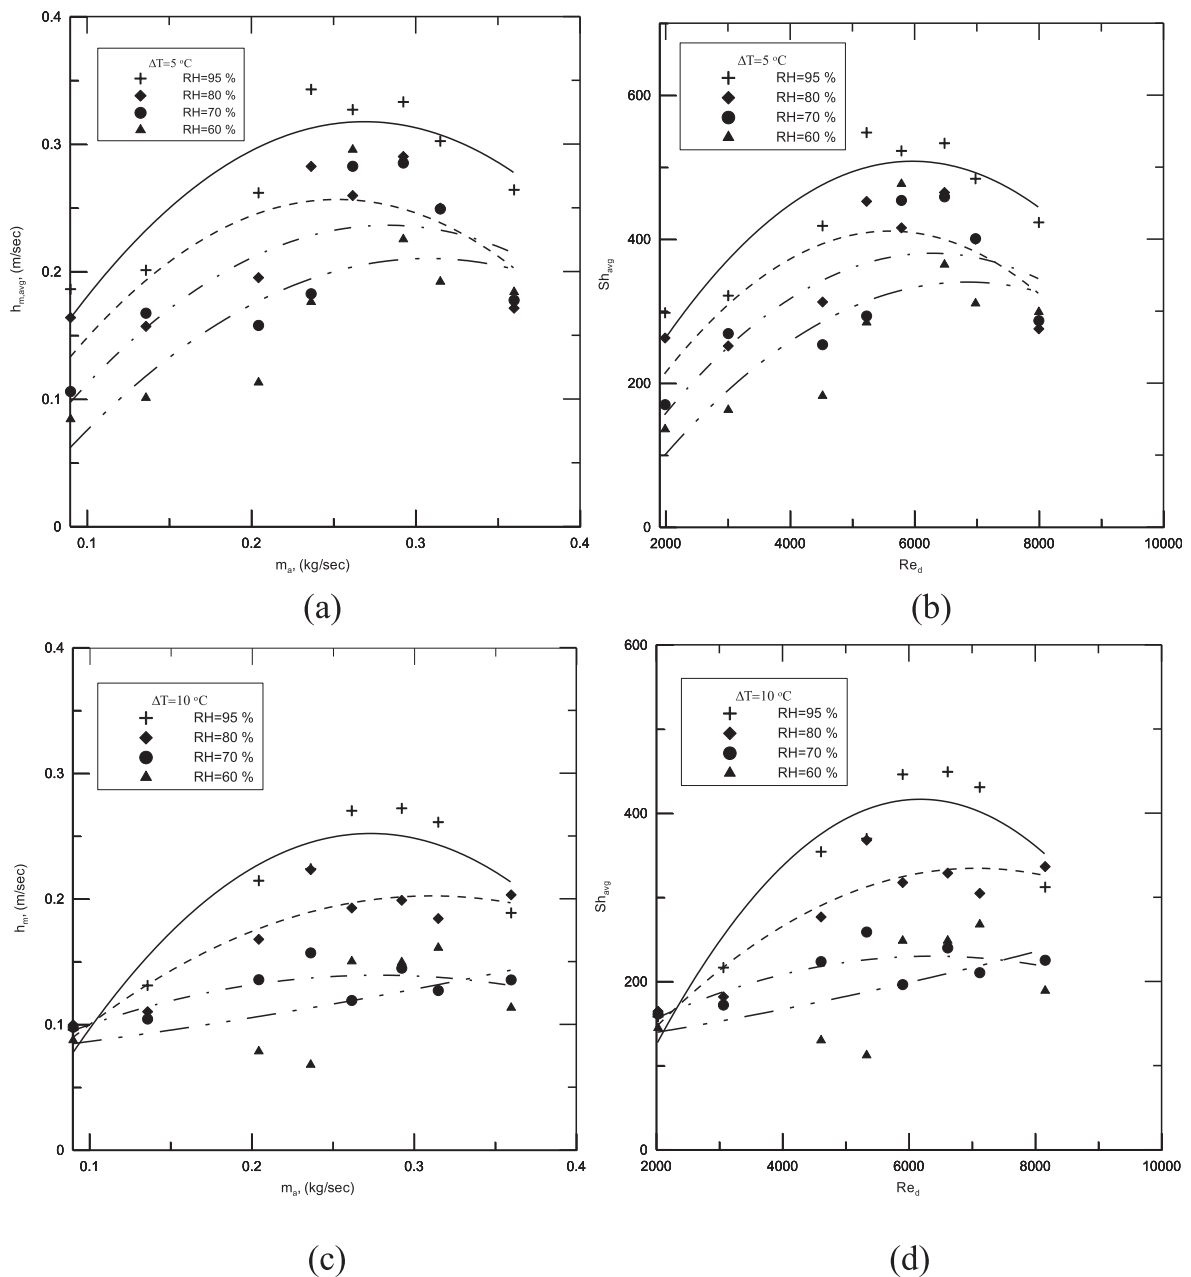 0.4
0.3
0.2
0.1
0
h_m,avg, (m/sec)
ΔT=5 °C
RH=95 %
RH=80 %
RH=70 %
RH=60 %
0.1 0.2 0.3 0.4
m_a, (kg/sec)
(a)
600
400
200
0
Sh_avg
ΔT=5 °C
RH=95 %
RH=80 %
RH=70 %
RH=60 %
2000 4000 6000 8000 10000
Re_d
(b)
0.4
0.3
0.2
0.1
0
h_m, (m/sec)
ΔT=10 °C
RH=95 %
RH=80 %
RH=70 %
RH=60 %
0.1 0.2 0.3 0.4
m_a, (kg/sec)
(c)
600
400
200
0
Sh_avg
ΔT=10 °C
RH=95 %
RH=80 %
RH=70 %
RH=60 %
2000 4000 6000 8000 10000
Re_d
(d)